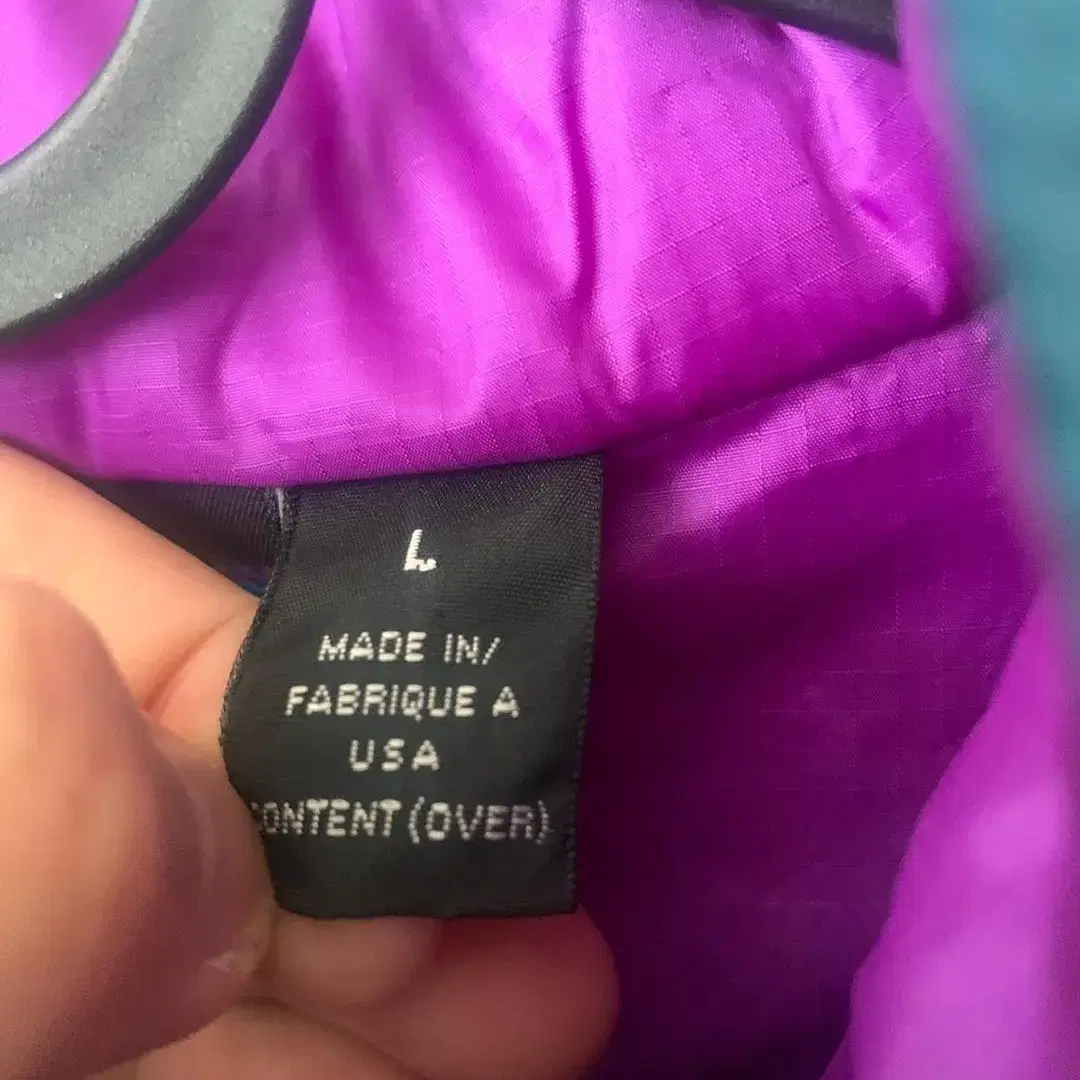 L
MADE IN/
FABRIQUE A
USA
CONTENT (OVER)